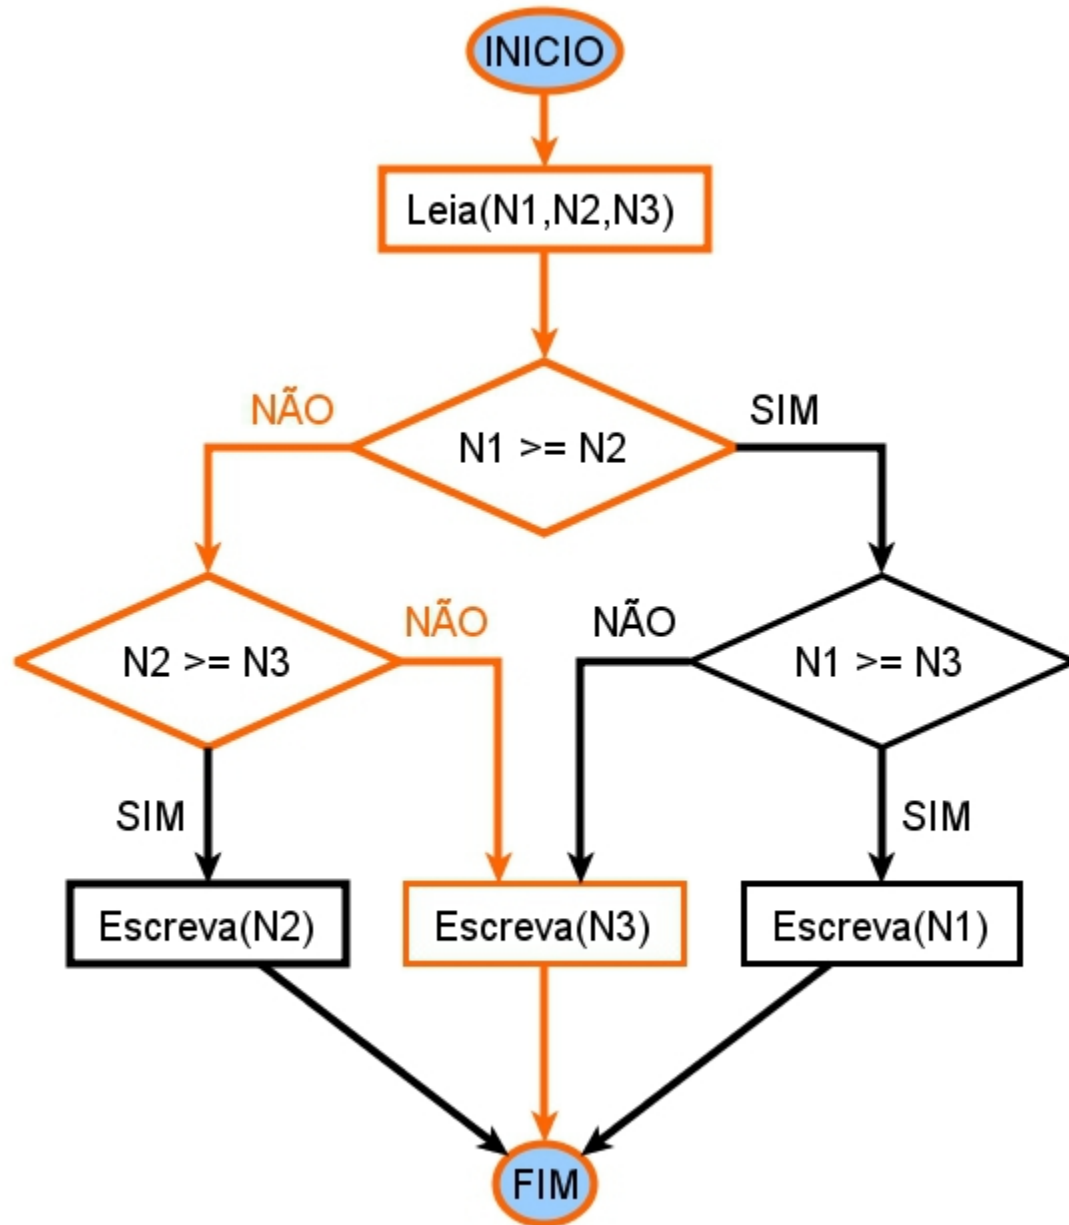 INICIO
Leia(N1,N2,N3)
NÃO
SIM
N1 >= N2
NÃO
NÃO
N2 >= N3
N1 >= N3
SIM
SIM
Escreva(N2)
Escreva(N3)
Escreva(N1)
FIM